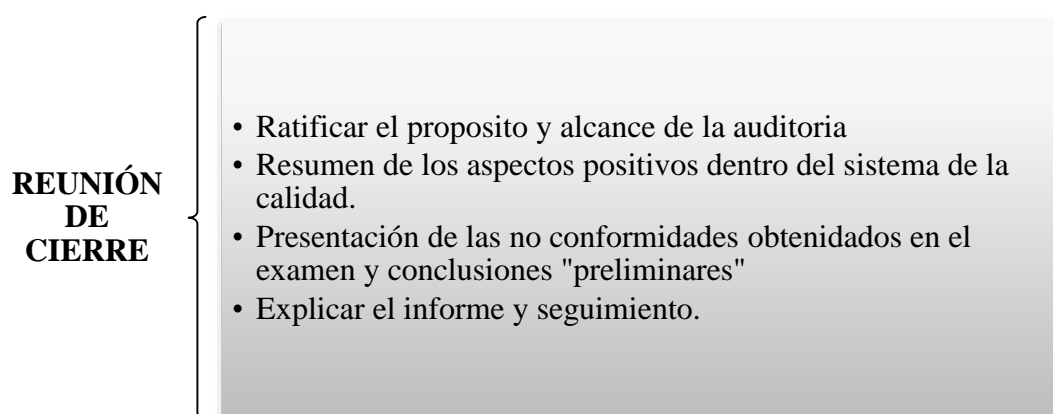 REUNIÓN
DE
CIERRE
• Ratificar el proposito y alcance de la auditoria
• Resumen de los aspectos positivos dentro del sistema de la
calidad.
• Presentación de las no conformidades obtenidados en el
examen y conclusiones "preliminares"
• Explicar el informe y seguimiento.